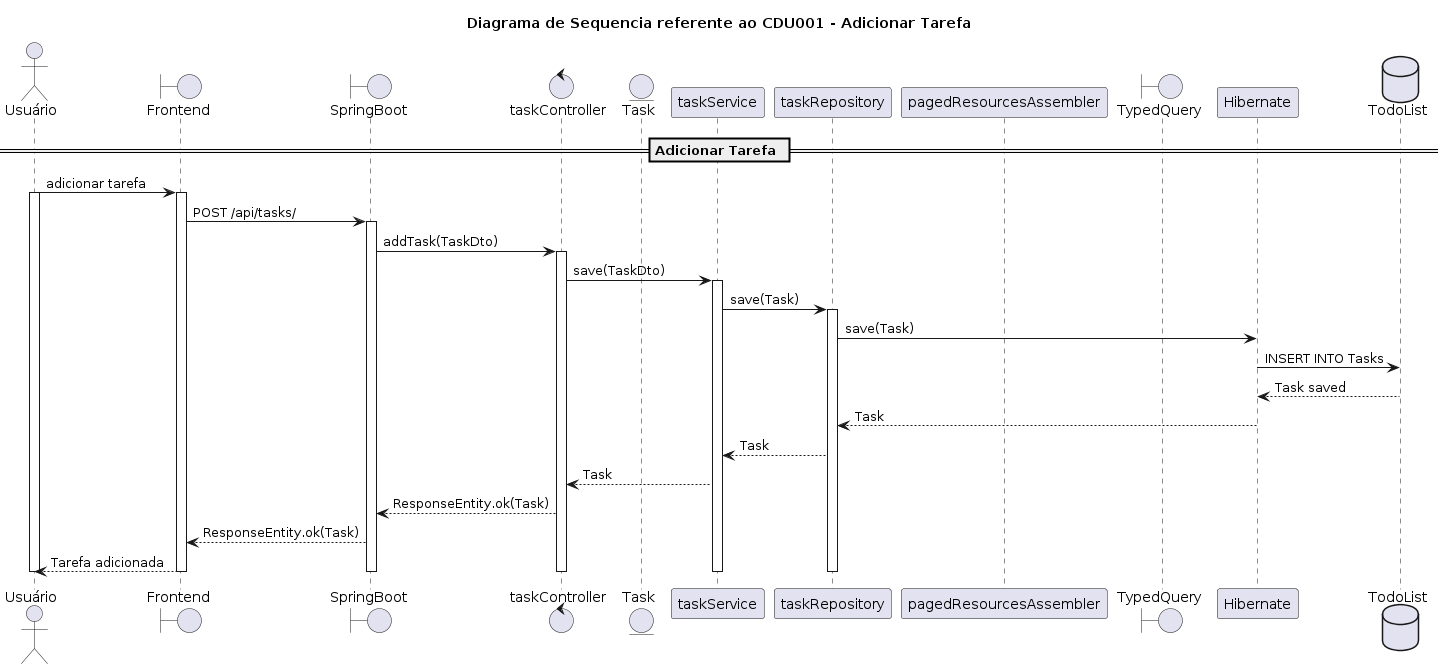 Diagrama de Sequencia referente ao CDU001 - Adicionar Tarefa
Usuário
Frontend
SpringBoot
taskController
Task
taskService
taskRepository
pagedResourcesAssembler
TypedQuery
Hibernate
TodoList
Adicionar Tarefa
adicionar tarefa
POST /api/tasks/
addTask(TaskDto)
save(TaskDto)
save(Task)
save(Task)
INSERT INTO Tasks
Task saved
Task
Task
Task
ResponseEntity.ok(Task)
ResponseEntity.ok(Task)
Tarefa adicionada
Usuário
Frontend
SpringBoot
taskController
Task
taskService
taskRepository
pagedResourcesAssembler
TypedQuery
Hibernate
TodoList